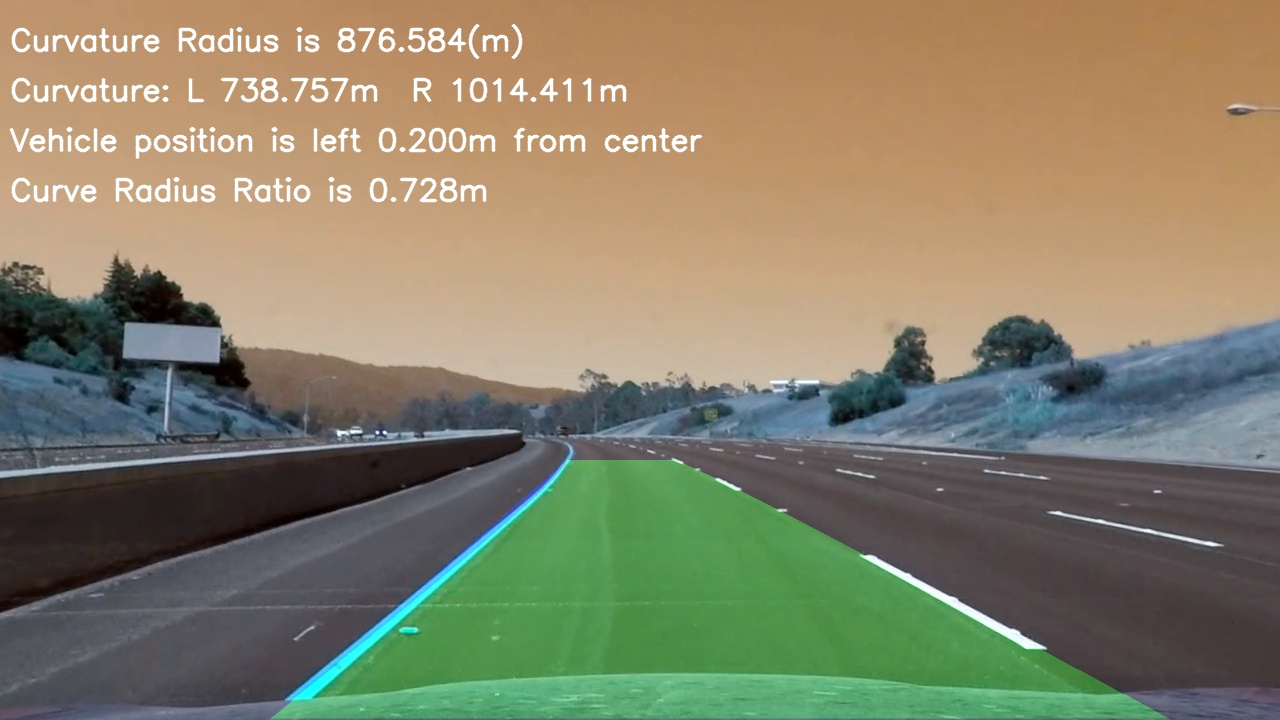 Curvature Radius is 876.584(m)
Curvature: L 738.757m R 1014.411m
Vehicle position is left 0.200m from center
Curve Radius Ratio is 0.728m